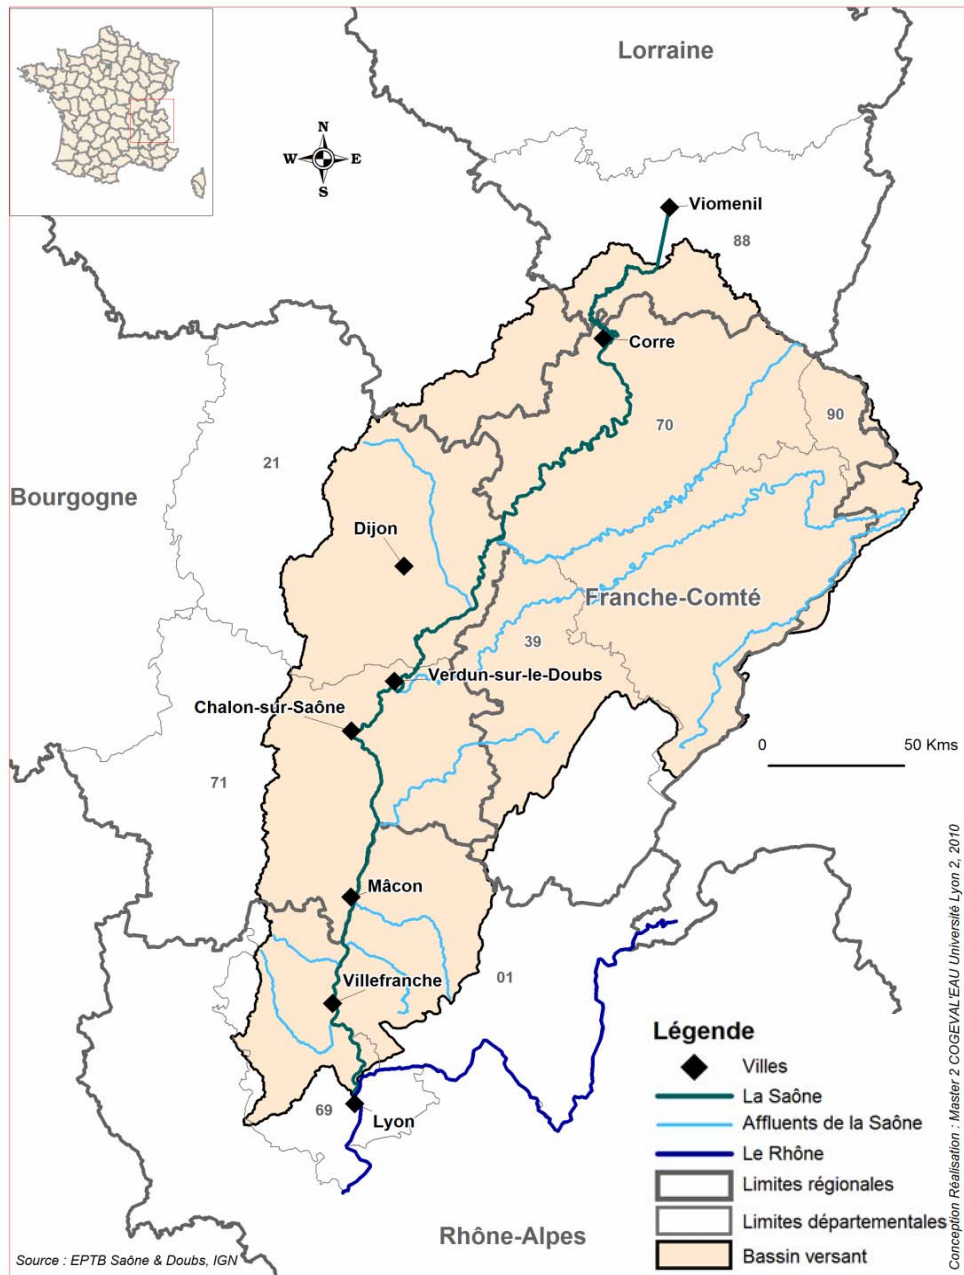 Lorraine
N
W E
S
Viomenil
88
Corre
70
90
21
Bourgogne
Dijon
Franche-Comté
39
Verdun-sur-le-Doubs
Chalon-sur-Saône
0 50 Kms
71
Mâcon
01
Villefranche
69
Lyon
Légende
Villes
La Saône
Affluents de la Saône
Le Rhône
Limites régionales
Limites départementales
Bassin versant
Rhône-Alpes
Source : EPTB Saône & Doubs, IGN
Conception Réalisation : Master 2 COGEVAL'EAU Université Lyon 2, 2010